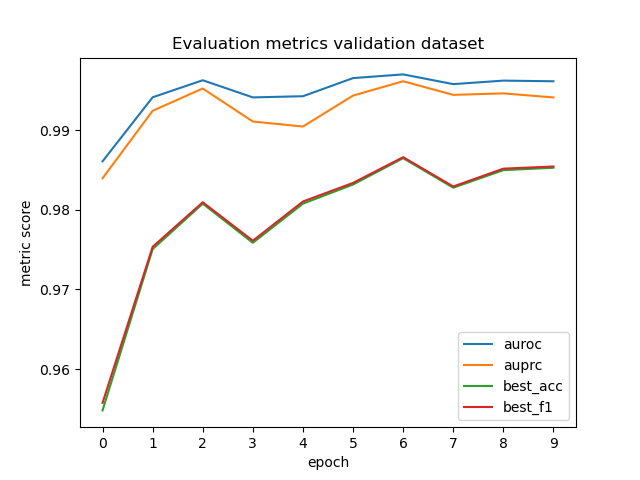 Evaluation metrics validation dataset
metric score
0.99
0.98
0.97
0.96
auroc
auprc
best_acc
best_f1
0 1 2 3 4 5 6 7 8 9
epoch